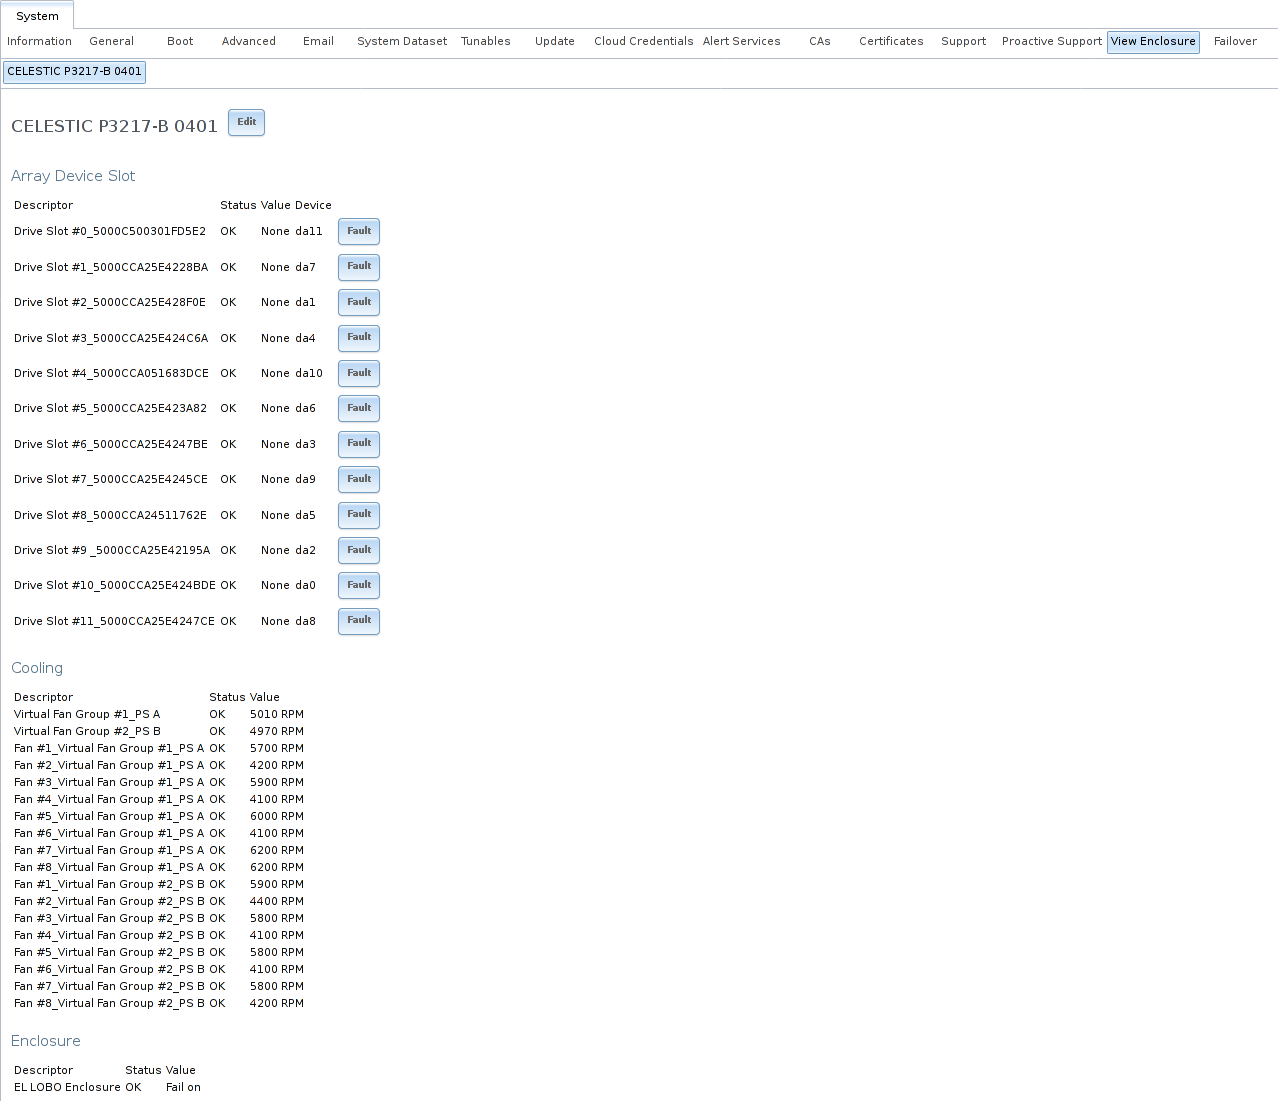 System
Information General Boot Advanced Email System Dataset Tunables Update Cloud Credentials Alert Services CAs Certificates Support Proactive Support View Enclosure Failover
CELESTIC P3217-B 0401
CELESTIC P3217-B 0401 Edit
Array Device Slot
Descriptor Status Value Device
Drive Slot #0_5000C500301FD5E2 OK None da11 Fault
Drive Slot #1_5000CCA25E4228BA OK None da7 Fault
Drive Slot #2_5000CCA25E428F0E OK None da1 Fault
Drive Slot #3_5000CCA25E424C6A OK None da4 Fault
Drive Slot #4_5000CCA051683DCE OK None da10 Fault
Drive Slot #5_5000CCA25E423A82 OK None da6 Fault
Drive Slot #6_5000CCA25E4247BE OK None da3 Fault
Drive Slot #7_5000CCA25E4245CE OK None da9 Fault
Drive Slot #8_5000CCA24511762E OK None da5 Fault
Drive Slot #9 _5000CCA25E42195A OK None da2 Fault
Drive Slot #10_5000CCA25E424BDE OK None da0 Fault
Drive Slot #11_5000CCA25E4247CE OK None da8 Fault
Cooling
Descriptor Status Value
Virtual Fan Group #1_PS A OK 5010 RPM
Virtual Fan Group #2_PS B OK 4970 RPM
Fan #1_Virtual Fan Group #1_PS A OK 5700 RPM
Fan #2_Virtual Fan Group #1_PS A OK 4200 RPM
Fan #3_Virtual Fan Group #1_PS A OK 5900 RPM
Fan #4_Virtual Fan Group #1_PS A OK 4100 RPM
Fan #5_Virtual Fan Group #1_PS A OK 6000 RPM
Fan #6_Virtual Fan Group #1_PS A OK 4100 RPM
Fan #7_Virtual Fan Group #1_PS A OK 6200 RPM
Fan #8_Virtual Fan Group #1_PS A OK 6200 RPM
Fan #1_Virtual Fan Group #2_PS B OK 5900 RPM
Fan #2_Virtual Fan Group #2_PS B OK 4400 RPM
Fan #3_Virtual Fan Group #2_PS B OK 5800 RPM
Fan #4_Virtual Fan Group #2_PS B OK 4100 RPM
Fan #5_Virtual Fan Group #2_PS B OK 5800 RPM
Fan #6_Virtual Fan Group #2_PS B OK 4100 RPM
Fan #7_Virtual Fan Group #2_PS B OK 5800 RPM
Fan #8_Virtual Fan Group #2_PS B OK 4200 RPM
Enclosure
Descriptor Status Value
EL LOBO Enclosure OK Fail on